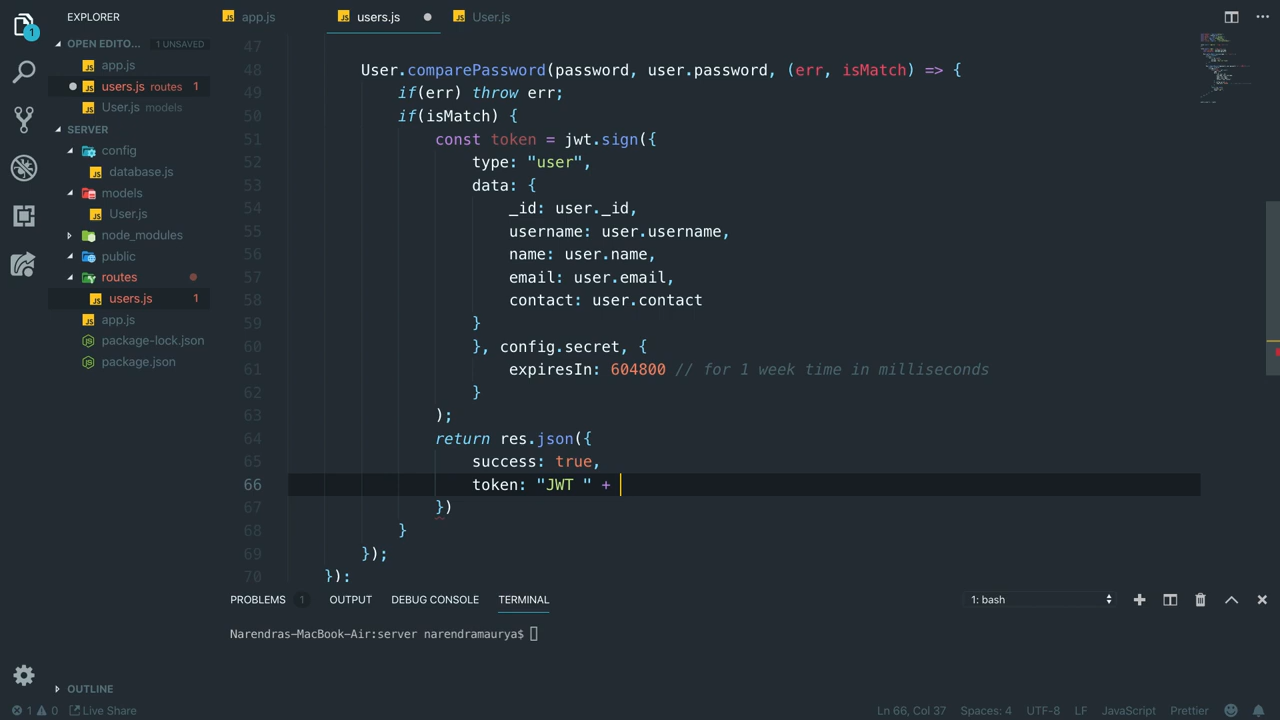 EXPLORER
OPEN EDITO... 1 UNSAVED
app.js
users.js routes 1
User.js models
SERVER
config
database.js
models
User.js
node_modules
public
routes
users.js 1
app.js
package-lock.json
package.json
OUTLINE
app.js users.js User.js
47
48 User.comparePassword(password, user.password, (err, isMatch) => {
49 if(err) throw err;
50 if(isMatch) {
51 const token = jwt.sign({
52 type: "user",
53 data: {
54 _id: user._id,
55 username: user.username,
56 name: user.name,
57 email: user.email,
58 contact: user.contact
59 }
60 }, config.secret, {
61 expiresIn: 604800 // for 1 week time in milliseconds
62 }
63 );
64 return res.json({
65 success: true,
66 token: "JWT " +
67 })
68 }
69 });
70 });
PROBLEMS 1 OUTPUT DEBUG CONSOLE TERMINAL 1: bash
Narendras-MacBook-Air:server narendramaurya$
1 0 Live Share Ln 66, Col 37 Spaces: 4 UTF-8 LF JavaScript Prettier